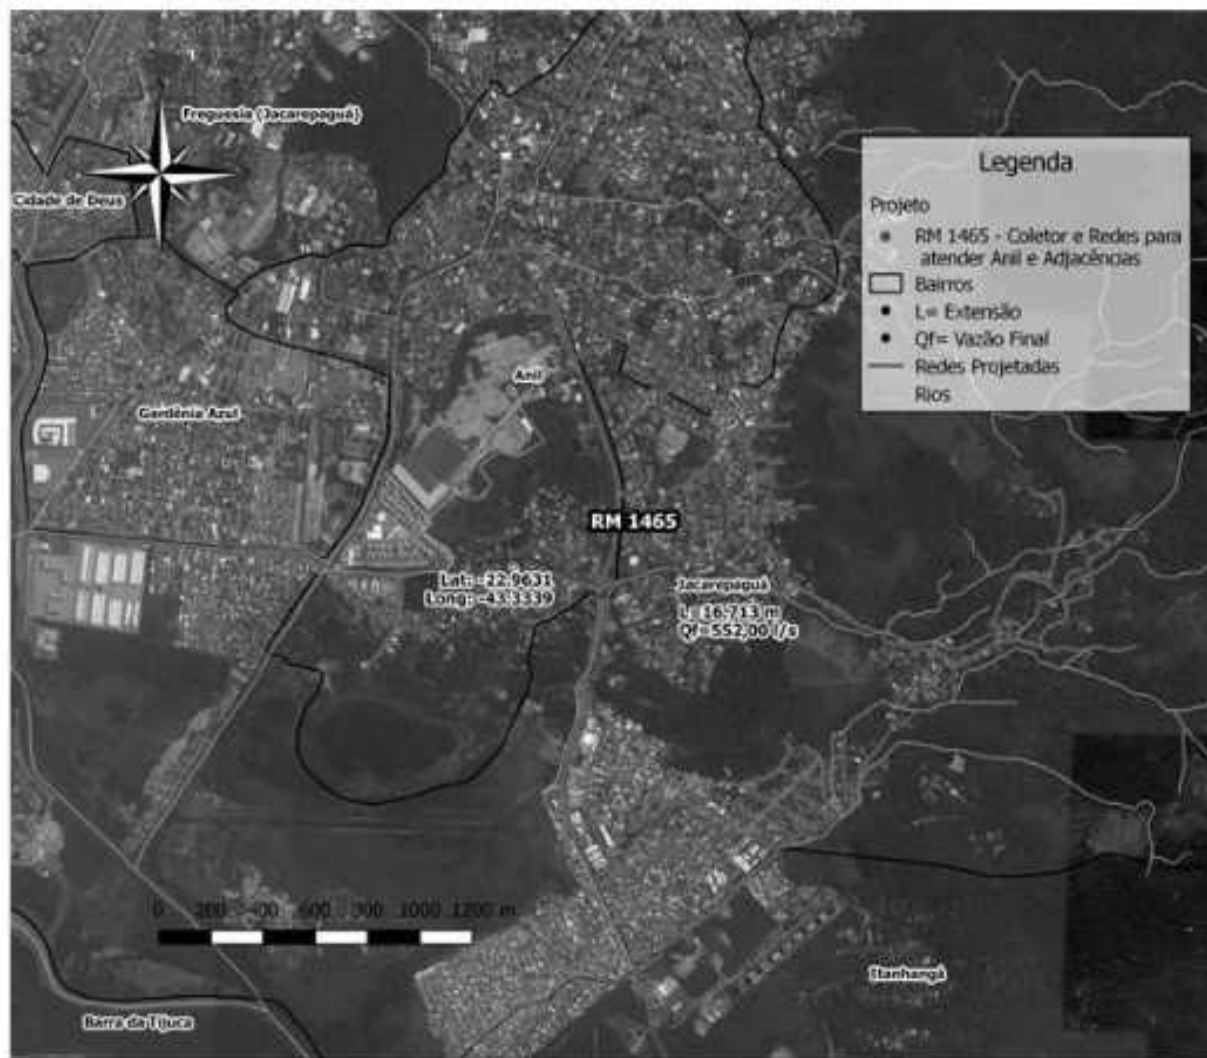 Freguesia (Jacarepaguá)
Cidade de Deus
Legenda
Projeto
RM 1465 - Coletor e Redes para
atender Anil e Adjacências
Bairros
L= Extensão
Qf= Vazão Final
Redes Projetadas
Rios
Anil
Gardênia Azul
RM 1465
Lat: -22.9631
Long: -43.3339
Jacarepaguá
L: 16.713 m
Qf=552,00 l/s
0 200 400 600 800 1000 1200 m
Itanhangá
Barra da Tijuca